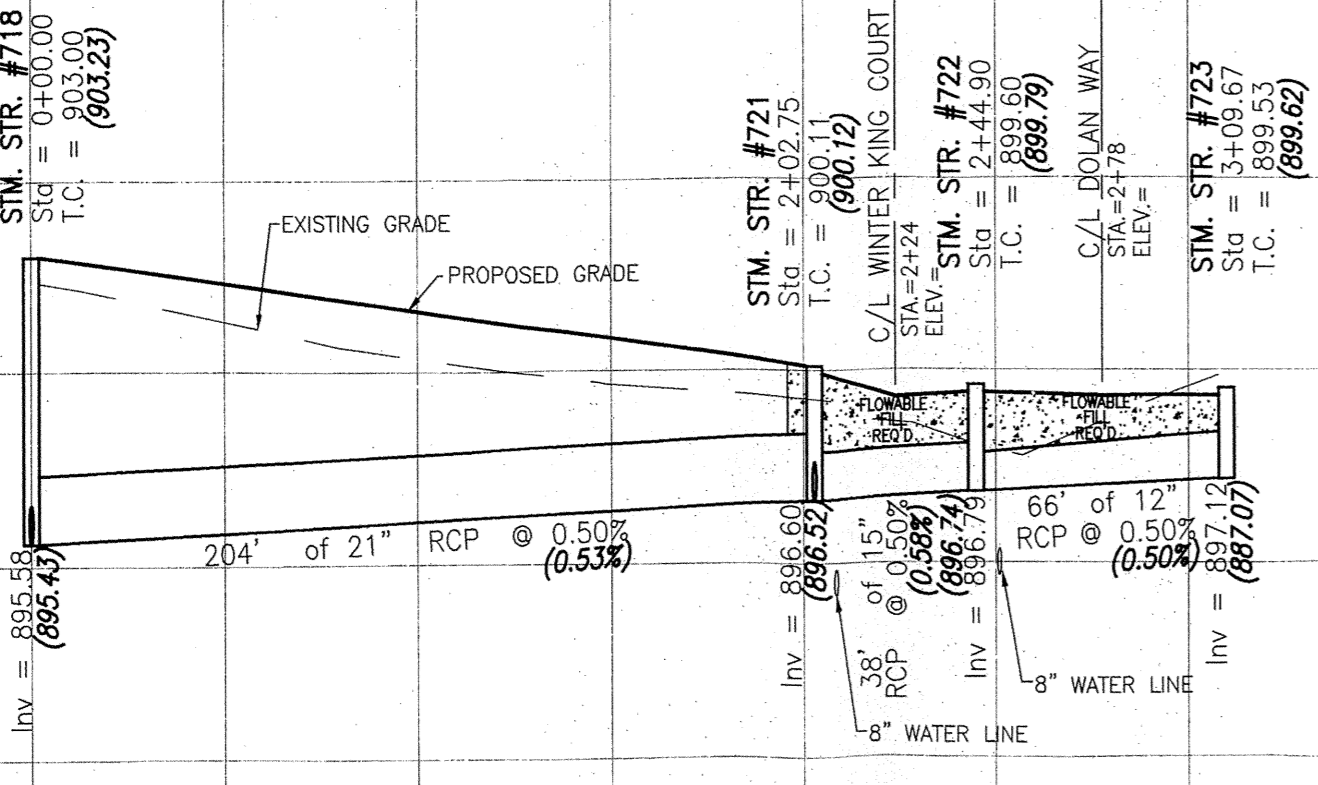 STM. STR. #718
Sta = 0+00.00
T.C. = 903.00
(903.23)
EXISTING GRADE
PROPOSED GRADE
STM. STR. #721
Sta = 2+02.75
T.C. = 900.11
(900.12)
C/L WINTER KING COURT
STA.=2+24
ELEV.=
STM. STR. #722
Sta = 2+44.90
T.C. = 899.60
(899.79)
C/L DOLAN WAY
STA.=2+78
ELEV.=
STM. STR. #723
Sta = 3+09.67
T.C. = 899.53
(899.62)
FLOWABLE
FILL
REQ'D
FLOWABLE
FILL
REQ'D
Inv = 895.58
(895.43)
204' of 21" RCP @ 0.50%
(0.53%)
Inv = 896.60
(896.52)
38' of 15"
RCP @ 0.50%
(0.58%)
(896.74)
Inv = 896.79
66' of 12"
RCP @ 0.50%
(0.50%)
Inv = 897.12
(887.07)
8" WATER LINE
8" WATER LINE